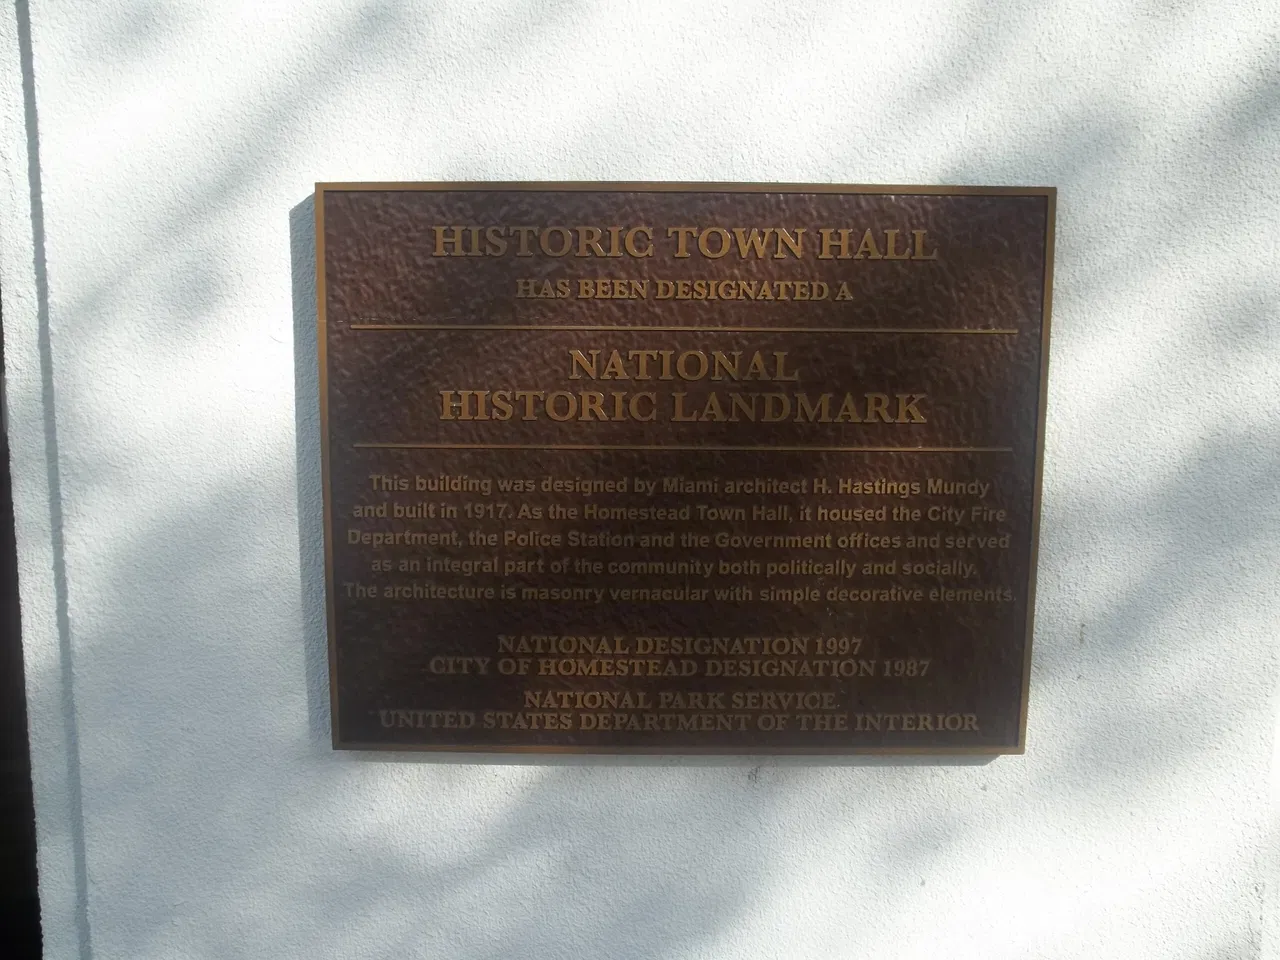 HISTORIC TOWN HALL
HAS BEEN DESIGNATED A
NATIONAL
HISTORIC LANDMARK
This building was designed by Miami architect H. Hastings Mundy
and built in 1917. As the Homestead Town Hall, it housed the City Fire
Department, the Police Station and the Government offices and served
as an integral part of the community both politically and socially.
The architecture is masonry vernacular with simple decorative elements.
NATIONAL DESIGNATION 1997
CITY OF HOMESTEAD DESIGNATION 1987
NATIONAL PARK SERVICE
UNITED STATES DEPARTMENT OF THE INTERIOR